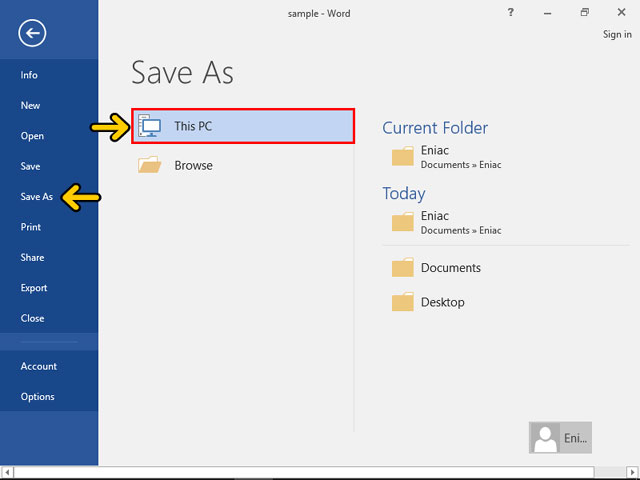 sample - Word
?
Sign in
Info
New
Open
Save
Save As
Print
Share
Export
Close
Account
Options
Save As
This PC
Browse
Current Folder
Eniac
Documents » Eniac
Today
Eniac
Documents » Eniac
Documents
Desktop
Eni...